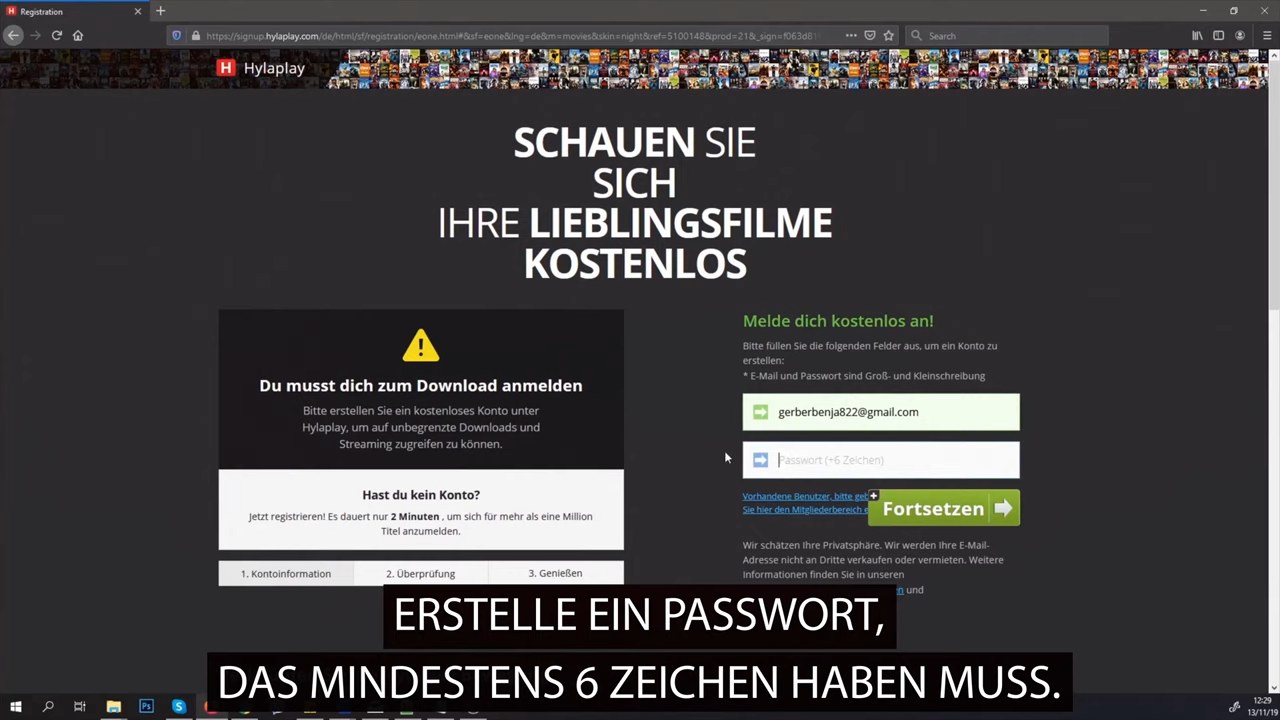 Registration
https://signup.hylaplay.com/de/html/sf/registration/eone.html#&sf=eone&lng=de&m=movies&skin=night&ref=5100148&prod=21&_sign=f063d81
Search
H Hylaplay
SCHAUEN SIE
SICH
IHRE LIEBLINGSFILME
KOSTENLOS
!
Du musst dich zum Download anmelden
Bitte erstellen Sie ein kostenloses Konto unter
Hylaplay, um auf unbegrenzte Downloads und
Streaming zugreifen zu können.
Hast du kein Konto?
Jetzt registrieren! Es dauert nur 2 Minuten , um sich für mehr als eine Million
Titel anzumelden.
1. Kontoinformation
2. Überprüfung
3. Genießen
Melde dich kostenlos an!
Bitte füllen Sie die folgenden Felder aus, um ein Konto zu
erstellen:
* E-Mail und Passwort sind Groß- und Kleinschreibung
gerberbenja822@gmail.com
Passwort (+6 Zeichen)
Vorhandene Benutzer, bitte geb
Sie hier den Mitgliederbereich e
Fortsetzen
Wir schätzen Ihre Privatsphäre. Wir werden Ihre E-Mail-
Adresse nicht an Dritte verkaufen oder vermieten. Weitere
Informationen finden Sie in unseren
en und
ERSTELLE EIN PASSWORT,
DAS MINDESTENS 6 ZEICHEN HABEN MUSS.
12:29
13/11/19